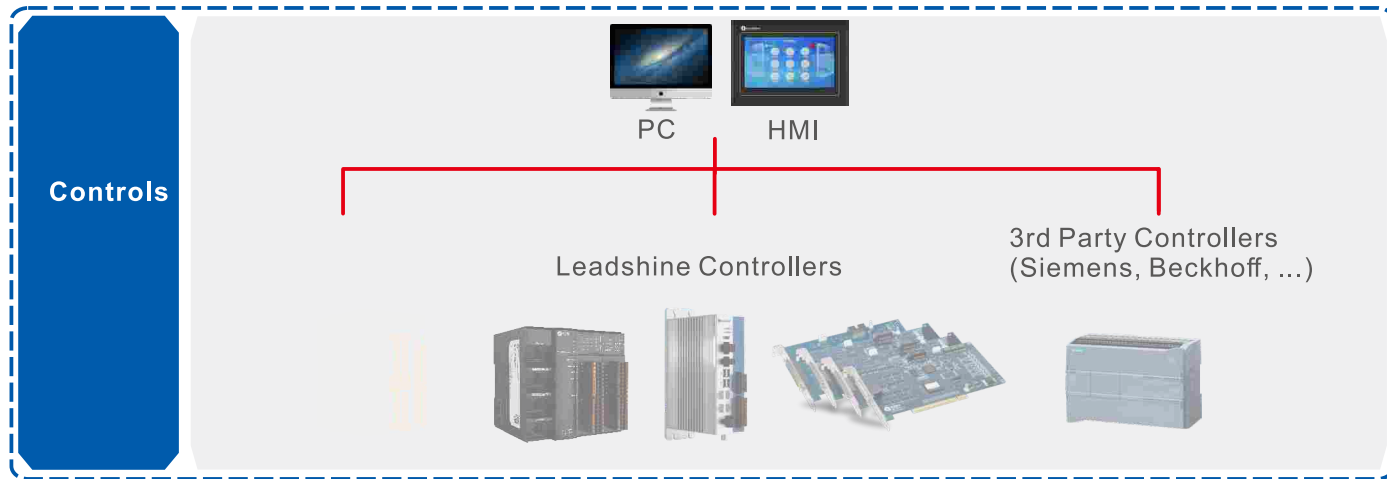 PC
HMI
Controls
3rd Party Controllers
(Siemens, Beckhoff, ...)
Leadshine Controllers